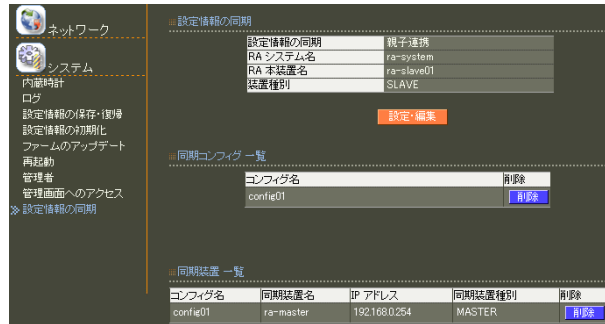 ネットワーク
システム
内蔵時計
ログ
設定情報の保存・復帰
設定情報の初期化
ファームのアップデート
再起動
管理者
管理画面へのアクセス
設定情報の同期
設定情報の同期
設定情報の同期 親子連携
RA システム名 ra-system
RA 本装置名 ra-slave01
装置種別 SLAVE
設定・編集
同期コンフィグ 一覧
コンフィグ名 削除
config01 削除
同期装置 一覧
コンフィグ名 同期装置名 IP アドレス 同期装置種別 削除
config01 ra-master 192.168.0.254 MASTER 削除